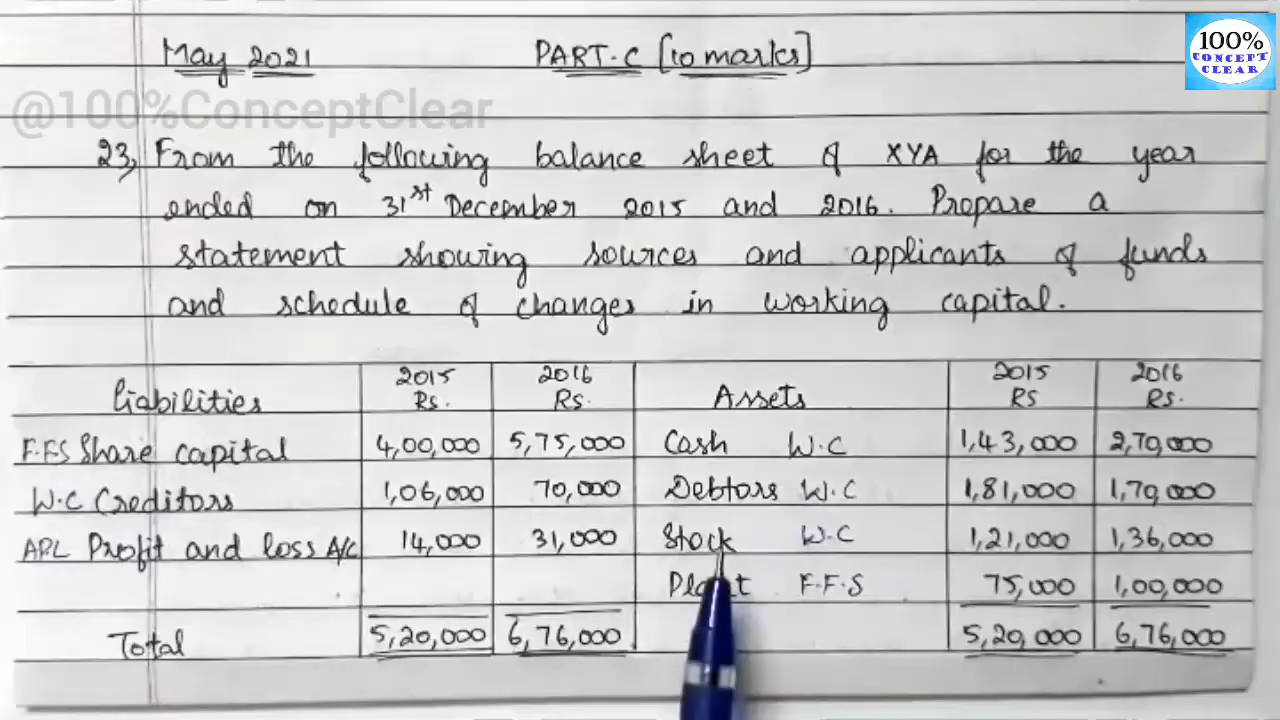 100%
CONCEPT
CLEAR
May 2021 PART-C [10 marks]
@100%ConceptClear
23, From the following balance sheet of XYA for the year
ended on 31st December 2015 and 2016. Prepare a
statement showing sources and applicants of funds
and schedule of changes in working capital.
Liabilities 2015 Rs. 2016 Rs. Assets 2015 Rs 2016 Rs.
F.FS Share capital 4,00,000 5,75,000 Cash W.C 1,43,000 2,70,000
W.C Creditors 1,06,000 70,000 Debtors W.C 1,81,000 1,70,000
APL Profit and loss A/c 14,000 31,000 Stock W.C 1,21,000 1,36,000
F.F.S 75,000 1,00,000
Total 5,20,000 6,76,000 5,20,000 6,76,000